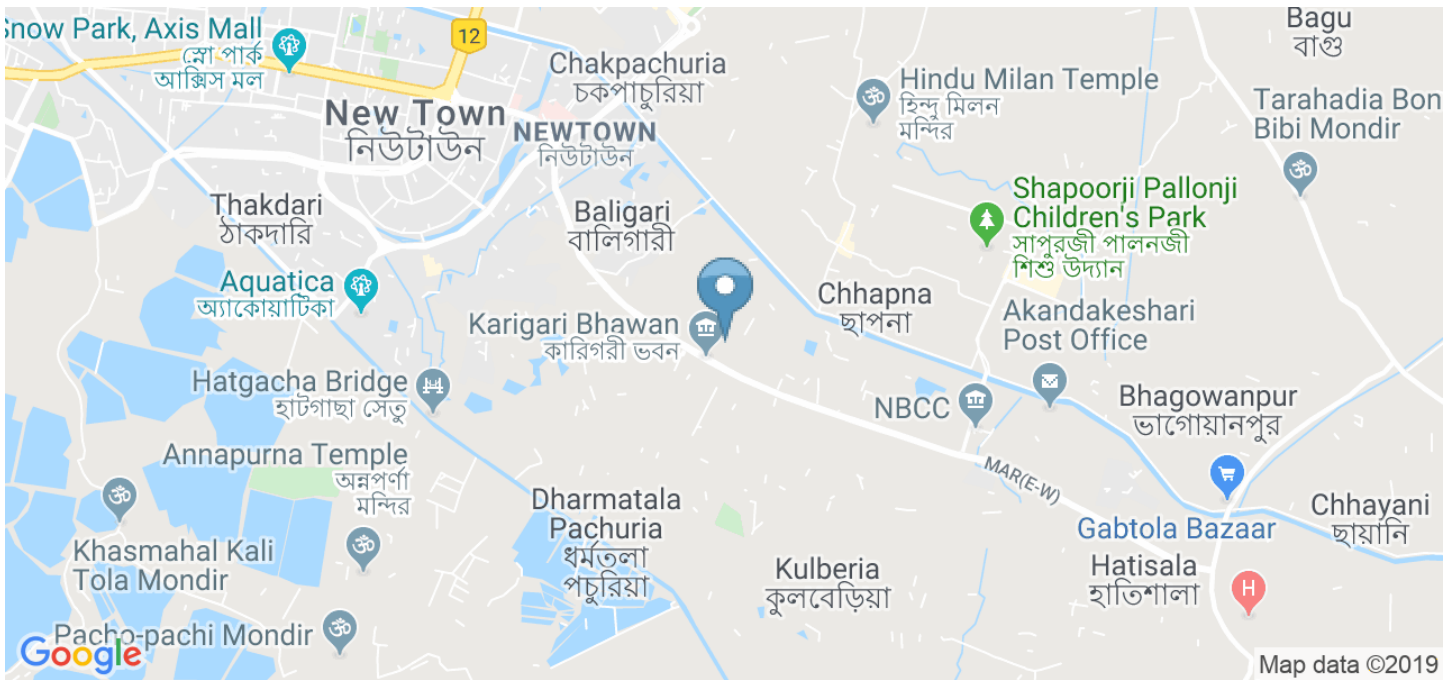 Snow Park, Axis Mall
স্নো পার্ক
আক্সিস মল
12
New Town
নিউটাউন
NEWTOWN
নিউটাউন
Chakpachuria
চকপাচুরিয়া
Hindu Milan Temple
হিন্দু মিলন
মন্দির
Bagu
বাগু
Tarahadia Bon
Bibi Mondir
Thakdari
ঠাকদারি
Baligari
বালিগারী
Shapoorji Pallonji
Children's Park
সাপুরজী পালনজী
শিশু উদ্যান
Aquatica
অ্যাকোয়াটিকা
Karigari Bhawan
কারিগরী ভবন
Chhapna
ছাপনা
Akandakeshari
Post Office
Hatgacha Bridge
হাটগাছা সেতু
NBCC
Bhagowanpur
ভাগোয়ানপুর
Annapurna Temple
অন্নপূর্ণা
মন্দির
MAR(E-W)
Dharmatala
Pachuria
ধর্মতলা
পচুরিয়া
Gabtola Bazaar
Chhayani
ছায়ানি
Khasmahal Kali
Tola Mondir
Kulberia
কুলবেড়িয়া
Hatisala
হাতিশালা
H
Pacho-pachi Mondir
Google
Map data ©2019